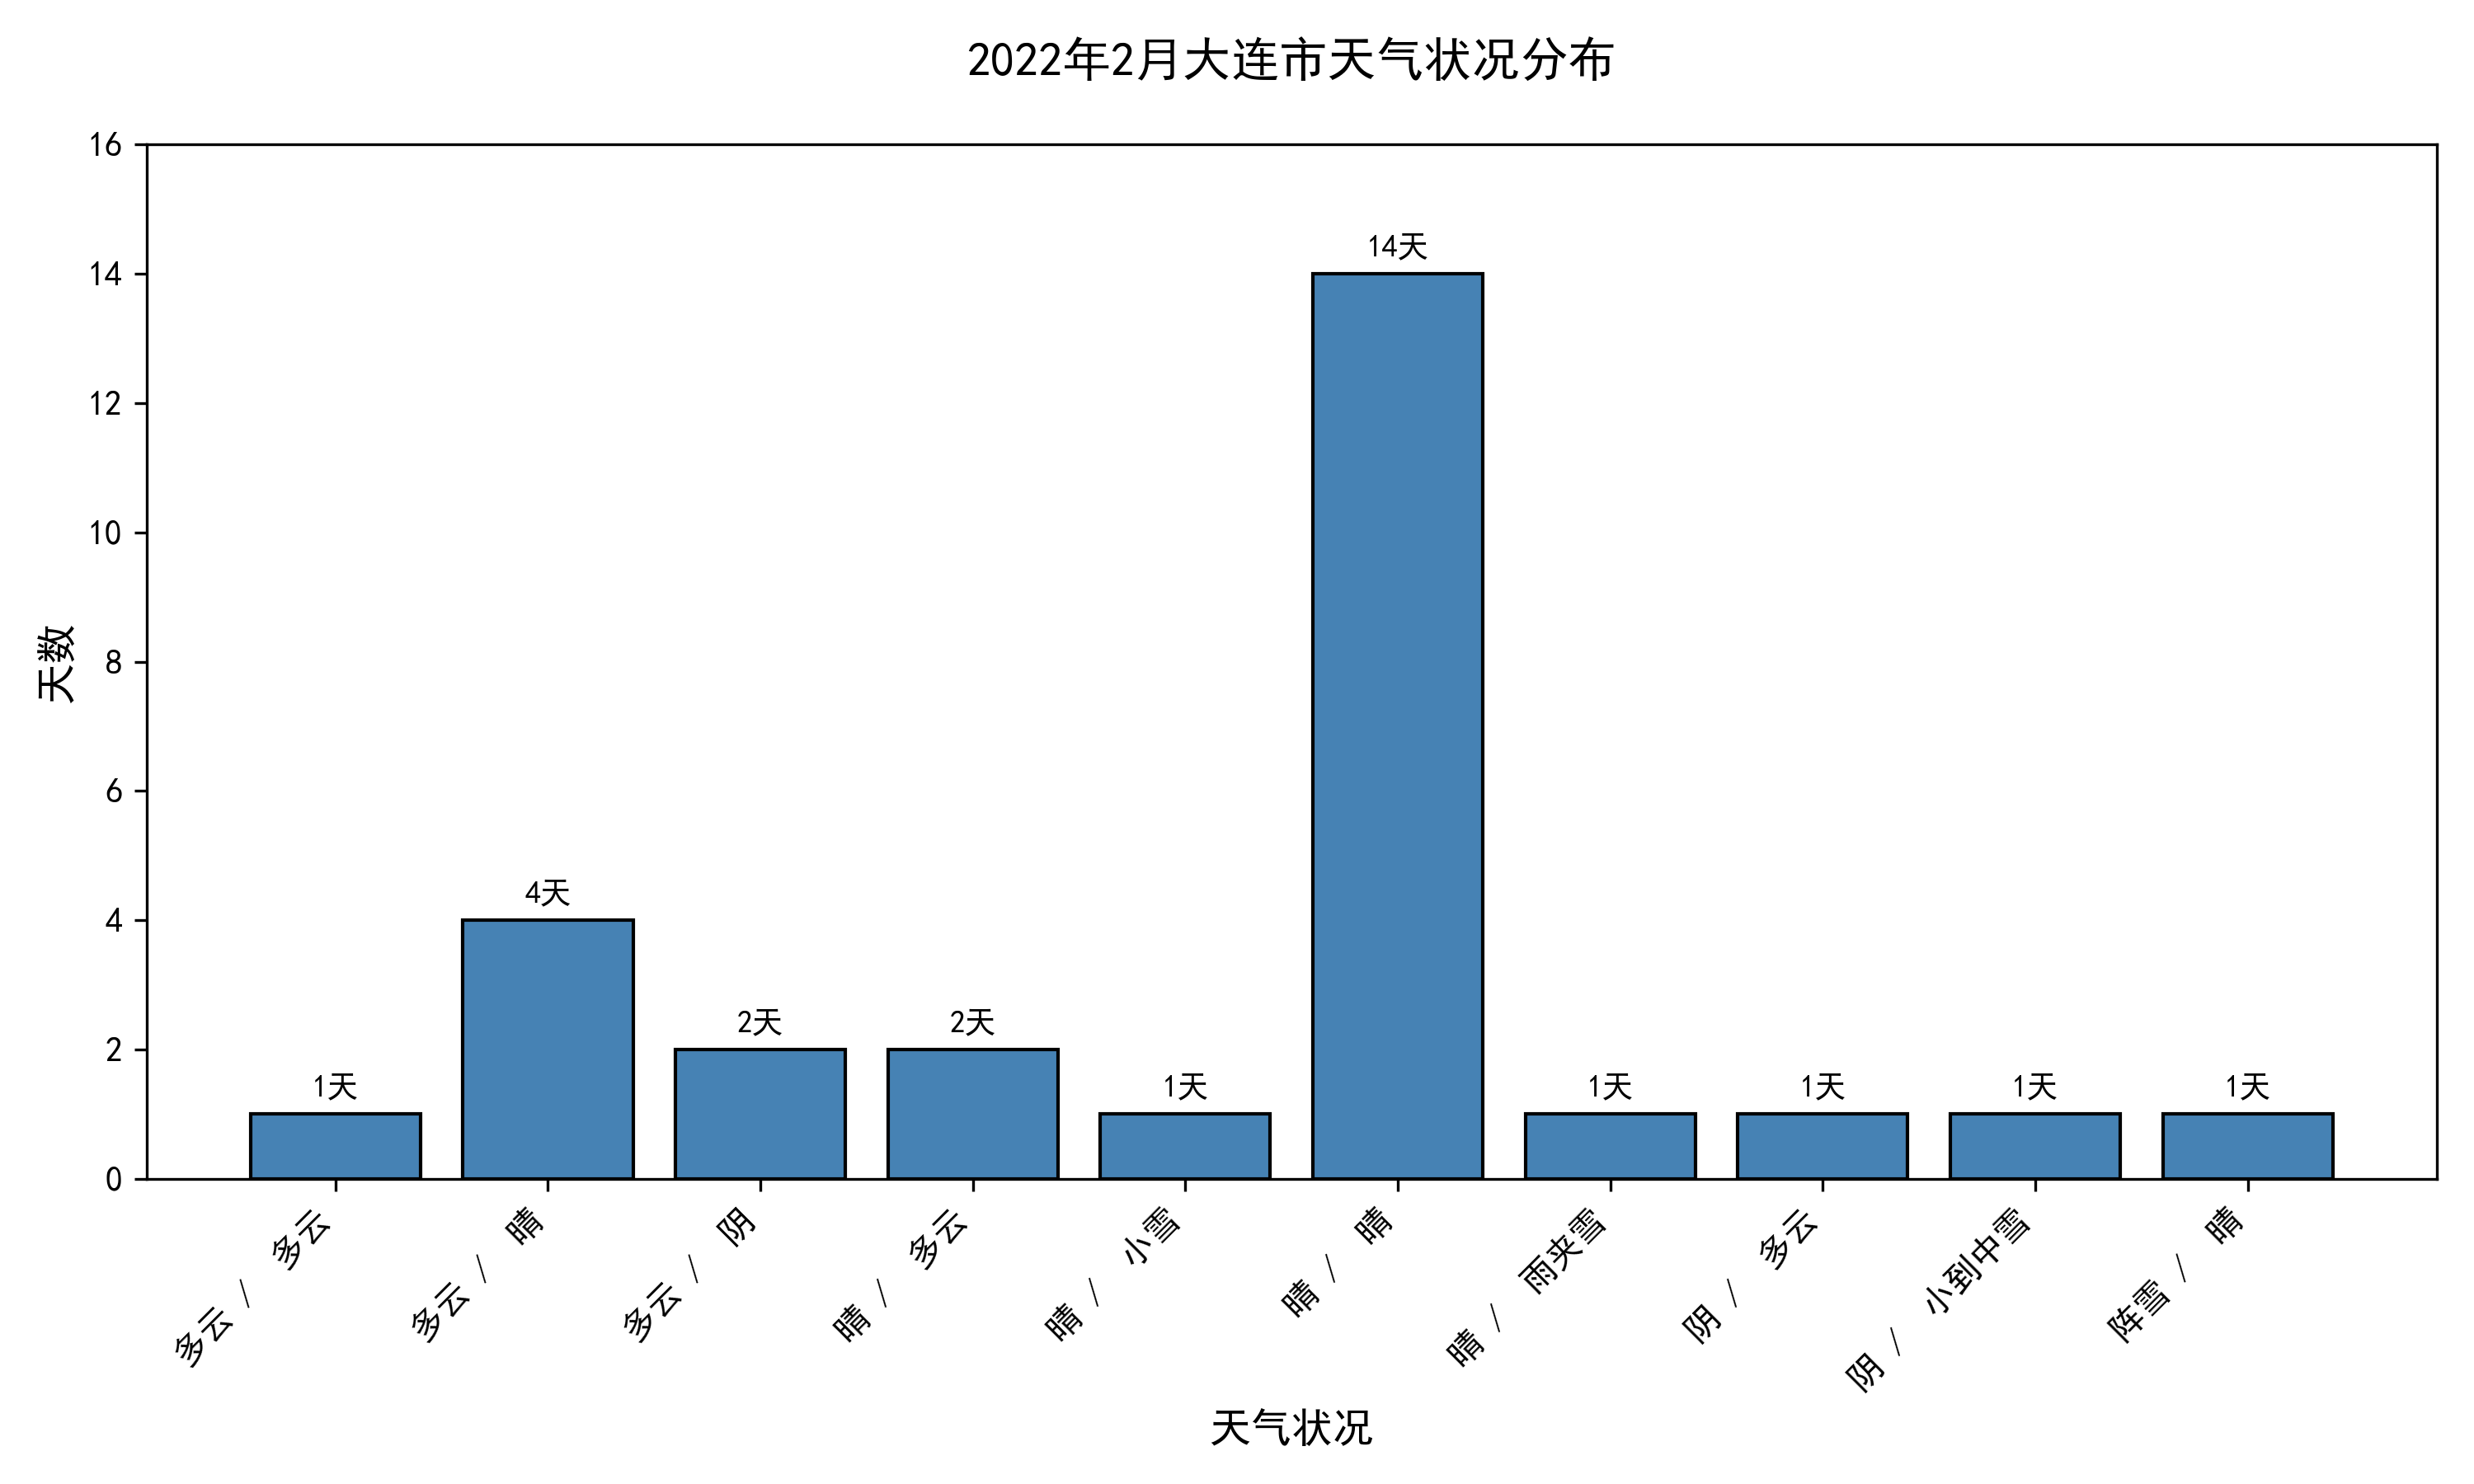 2022年2月大连市天气状况分布
16
14
12
10
8
6
4
2
0
天数
1天
4天
2天
2天
1天
14天
1天
1天
1天
1天
多云 / 多云
多云 / 晴
多云 / 阴
晴 / 多云
晴 / 小雪
晴 / 晴
晴 / 雨夹雪
阴 / 多云
阴 / 小到中雪
阵雪 / 晴
天气状况